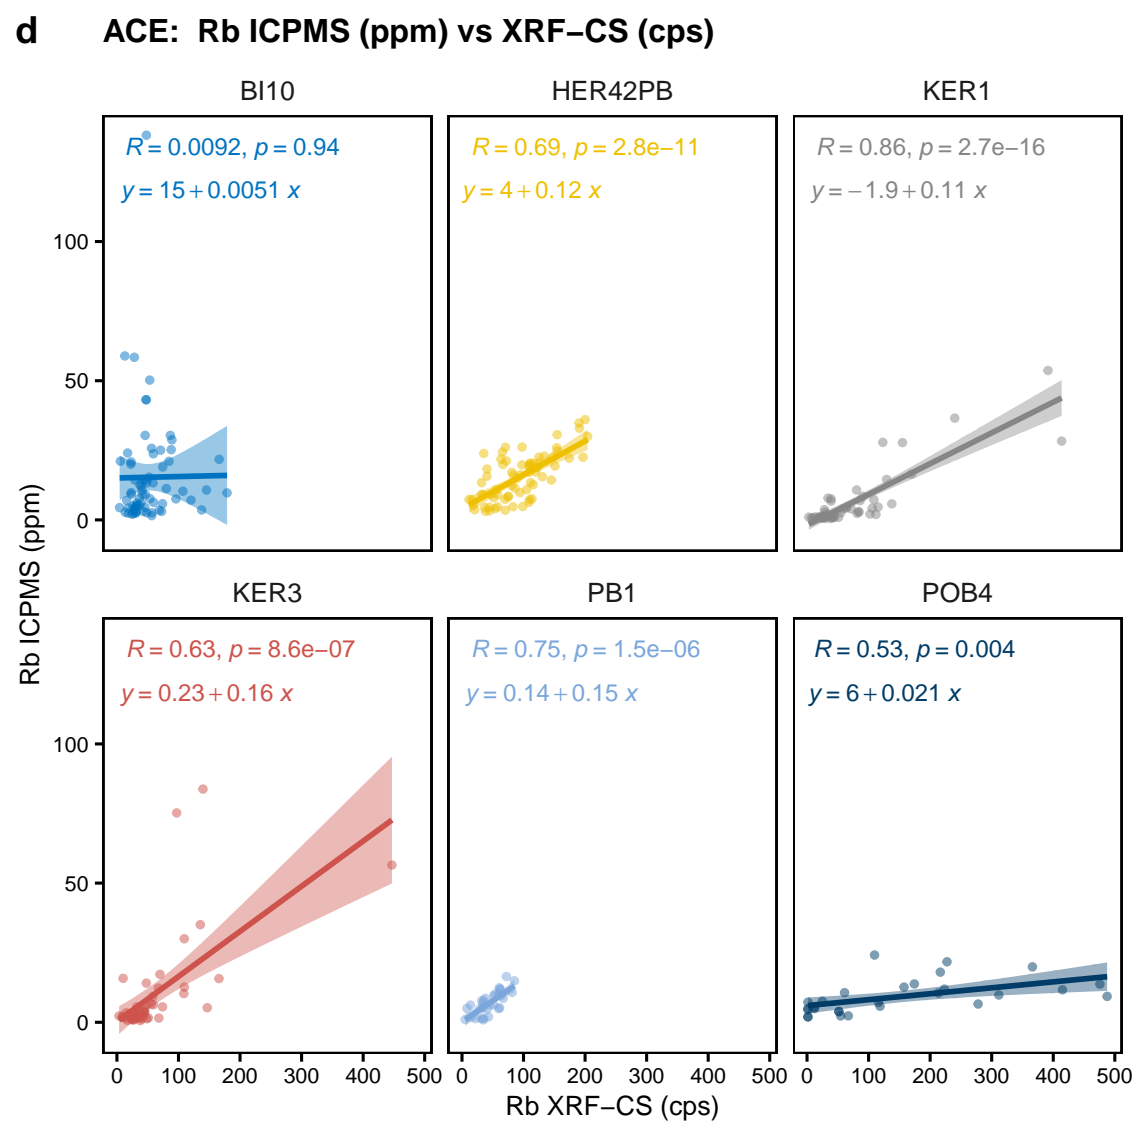 d ACE: Rb ICPMS (ppm) vs XRF−CS (cps)
BI10 HER42PB KER1
R = 0.0092, p = 0.94 R = 0.69, p = 2.8e−11 R = 0.86, p = 2.7e−16
y = 15 + 0.0051 x y = 4 + 0.12 x y = −1.9 + 0.11 x
100
50
0
Rb ICPMS (ppm)
KER3 PB1 POB4
R = 0.63, p = 8.6e−07 R = 0.75, p = 1.5e−06 R = 0.53, p = 0.004
y = 0.23 + 0.16 x y = 0.14 + 0.15 x y = 6 + 0.021 x
100
50
0
0 100 200 300 400 500 0 100 200 300 400 500 0 100 200 300 400 500
Rb XRF−CS (cps)